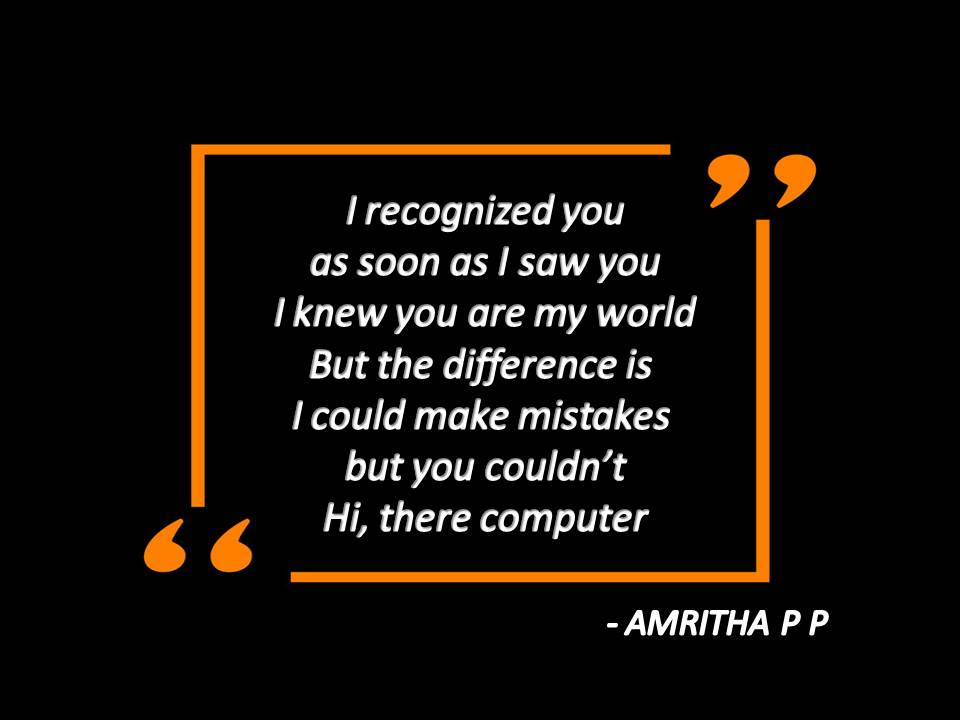 I recognized you
as soon as I saw you
I knew you are my world
But the difference is
I could make mistakes
but you couldn’t
Hi, there computer
- AMRITHA P P